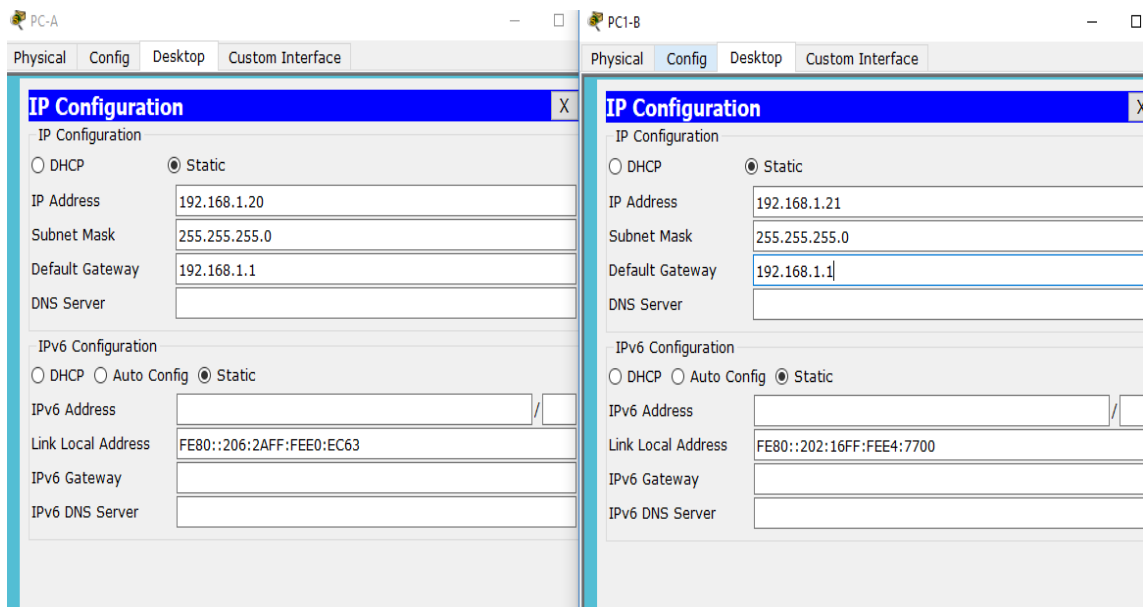 PC-A
Physical Config Desktop Custom Interface
IP Configuration X
IP Configuration
DHCP Static
IP Address 192.168.1.20
Subnet Mask 255.255.255.0
Default Gateway 192.168.1.1
DNS Server
IPv6 Configuration
DHCP Auto Config Static
IPv6 Address /
Link Local Address FE80::206:2AFF:FEE0:EC63
IPv6 Gateway
IPv6 DNS Server
PC1-B
Physical Config Desktop Custom Interface
IP Configuration X
IP Configuration
DHCP Static
IP Address 192.168.1.21
Subnet Mask 255.255.255.0
Default Gateway 192.168.1.1
DNS Server
IPv6 Configuration
DHCP Auto Config Static
IPv6 Address /
Link Local Address FE80::202:16FF:FEE4:7700
IPv6 Gateway
IPv6 DNS Server